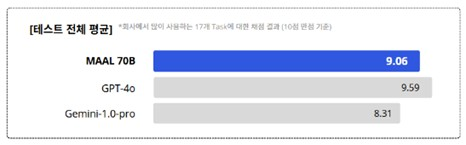 [테스트 전체 평균] *회사에서 많이 사용하는 17개 Task에 대한 채점 결과 (10점 만점 기준)
MAAL 70B 9.06
GPT-4o 9.59
Gemini-1.0-pro 8.31